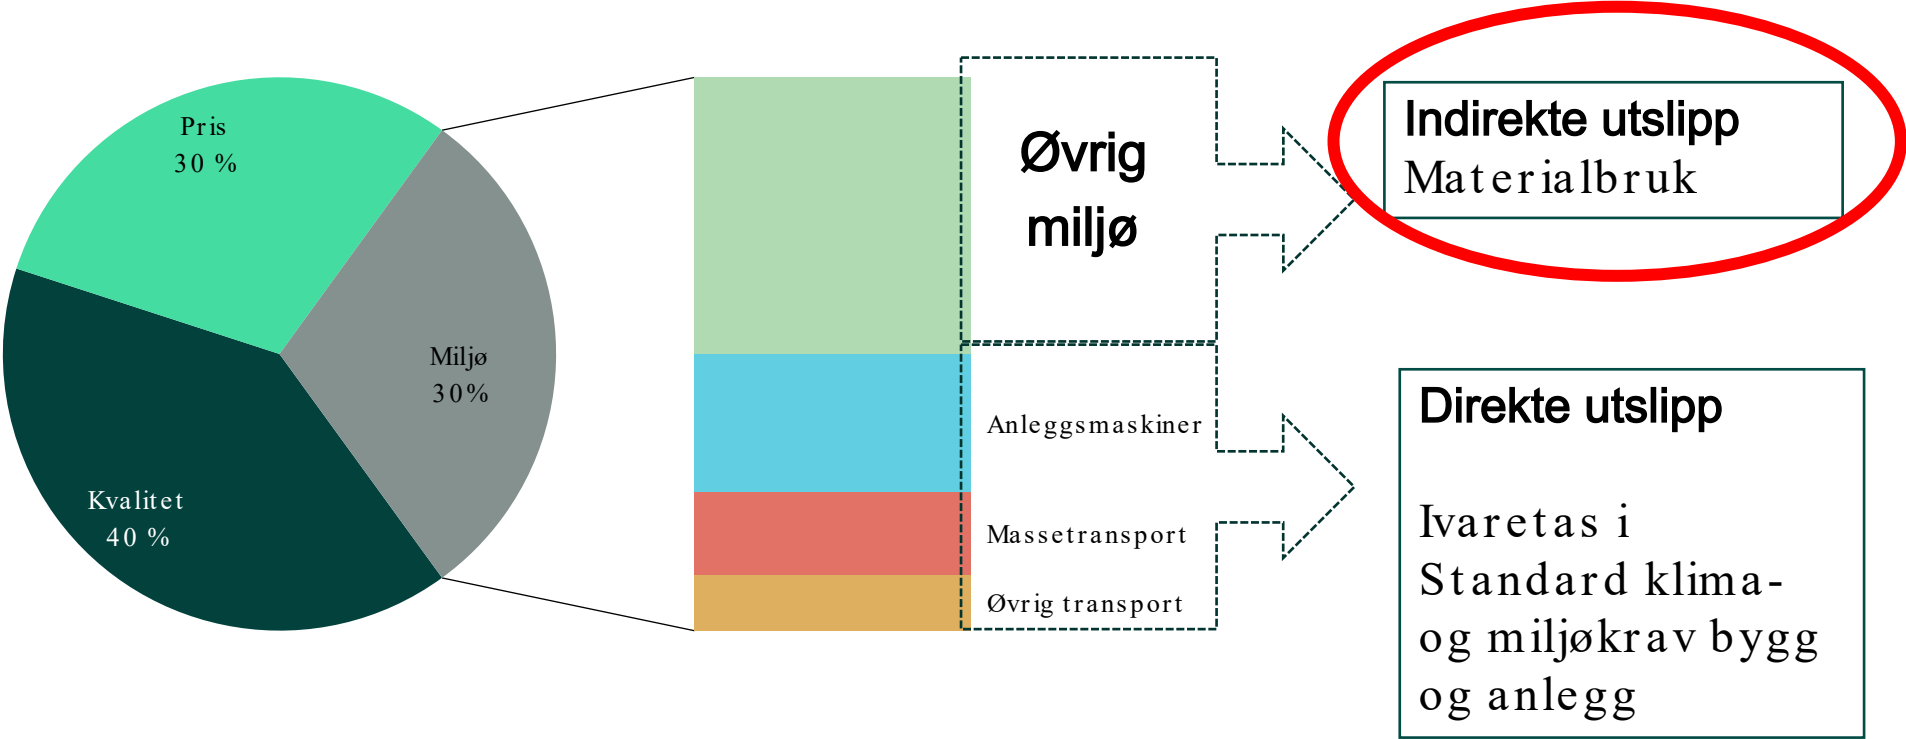 Pris
30 %
Miljø
30%
Kvalitet
40 %
Øvrig
miljø
Anleggsmaskiner
Massetransport
Øvrig transport
Indirekte utslipp
Materialbruk
Direkte utslipp
Ivaretas i
Standard klima-
og miljøkrav bygg
og anlegg